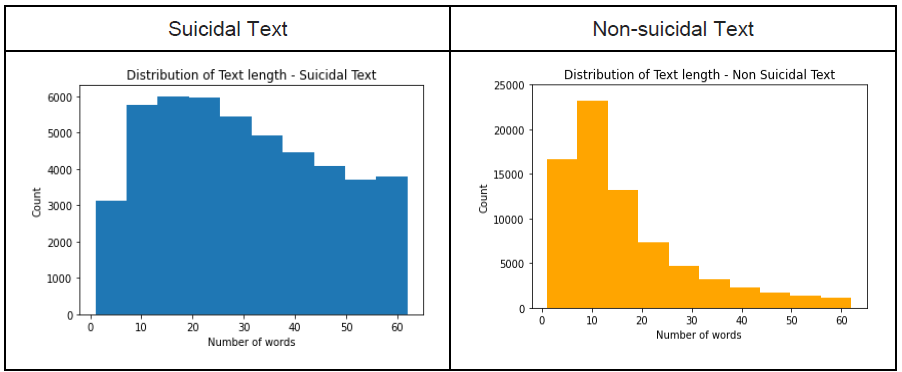 Suicidal Text
Non-suicidal Text
Distribution of Text length - Suicidal Text
6000
5000
4000
3000
2000
1000
0
Count
0 10 20 30 40 50 60
Number of words
Distribution of Text length - Non Suicidal Text
25000
20000
15000
10000
5000
0
Count
0 10 20 30 40 50 60
Number of words